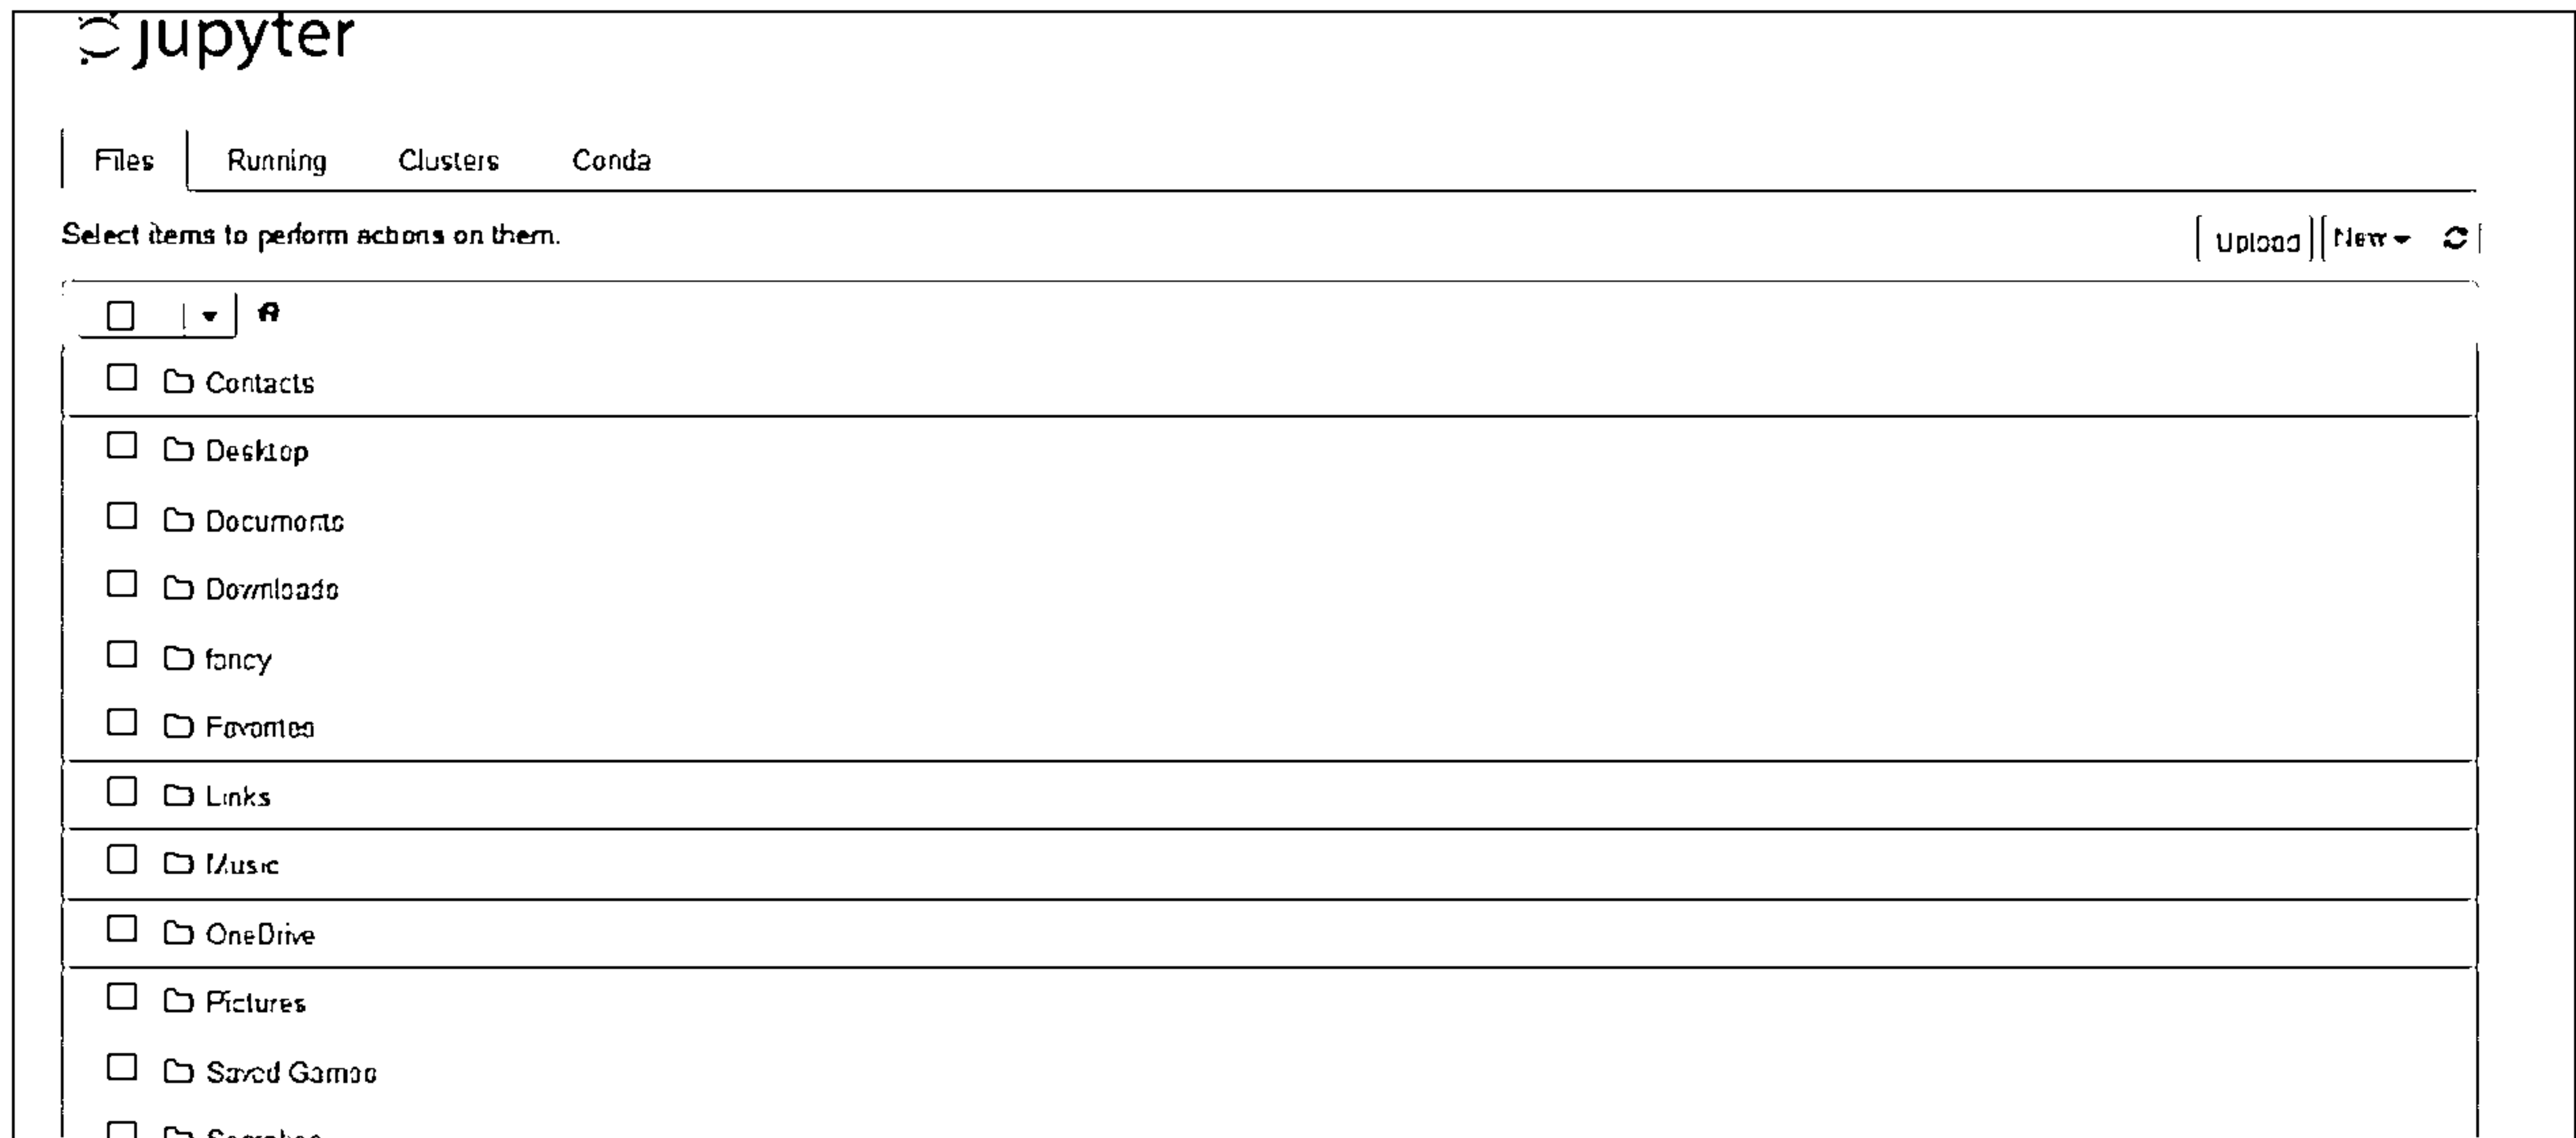 jupyter
Files Running Clusters Conda
Select items to perform actions on them.
Upload New
Contacts
Desktop
Documents
Downloads
fancy
Favorites
Links
Music
OneDrive
Pictures
Saved Games
Searches